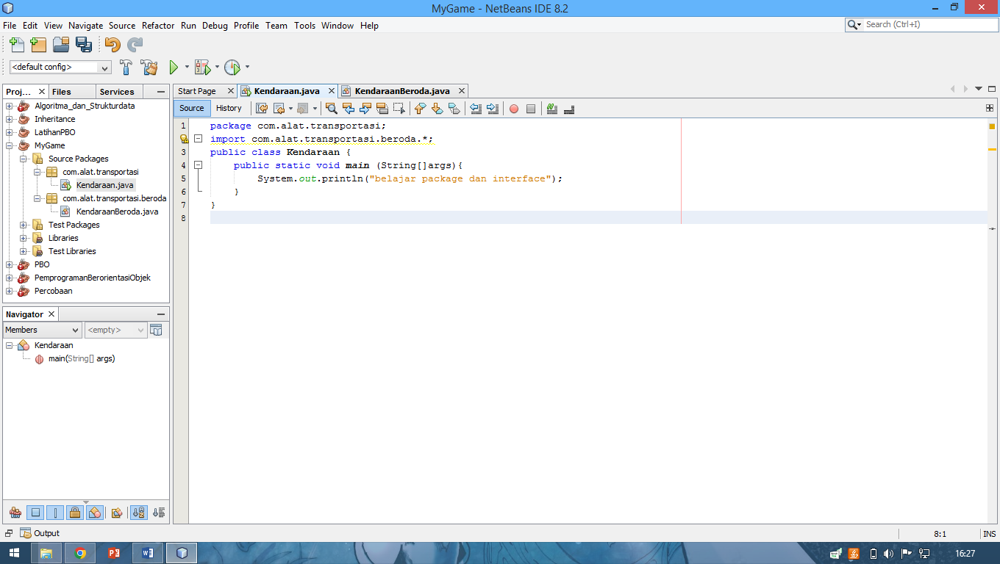 MyGame - NetBeans IDE 8.2
File Edit View Navigate Source Refactor Run Debug Profile Team Tools Window Help
Search (Ctrl+I)
<default config>
Proj... Files Services
Start Page Kendaraan.java KendaraanBeroda.java
Source History
Algoritma_dan_Strukturdata
Inheritance
LatihanPBO
MyGame
Source Packages
com.alat.transportasi
Kendaraan.java
com.alat.transportasi.beroda
KendaraanBeroda.java
Test Packages
Libraries
Test Libraries
PBO
PemprogramanBerorientasiObjek
Percobaan
1 package com.alat.transportasi;
import com.alat.transportasi.beroda.*;
3 public class Kendaraan {
4 public static void main (String[]args){
5 System.out.println("belajar package dan interface");
6 }
7 }
8
Navigator
Members <empty>
Kendaraan
main(String[] args)
Output
8:1 INS
16:27